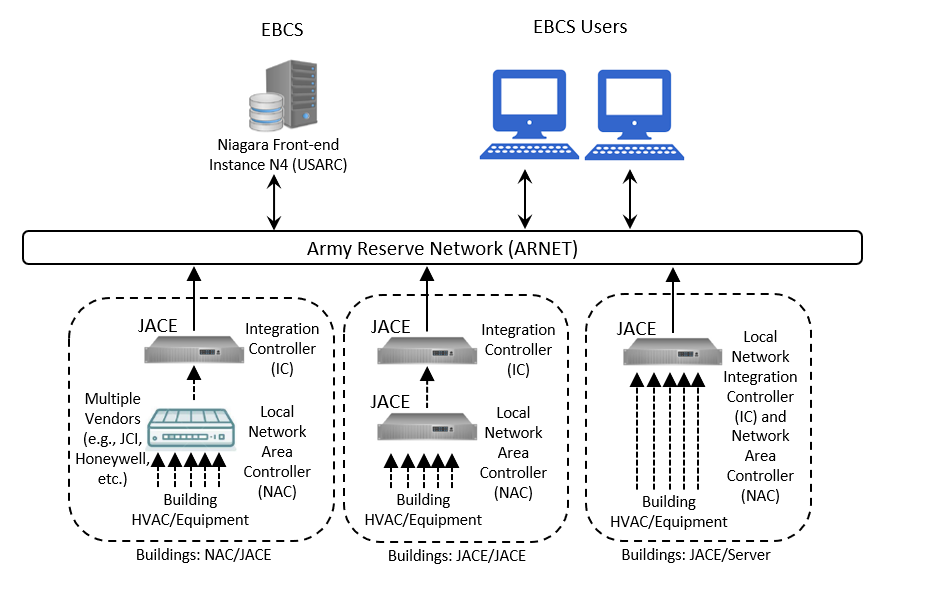 EBCS
EBCS Users
Niagara Front-end
Instance N4 (USARC)
Army Reserve Network (ARNET)
JACE
Integration
Controller
(IC)
Multiple
Vendors
(e.g., JCI,
Honeywell,
etc.)
Local
Network
Area
Controller
(NAC)
Building
HVAC/Equipment
Buildings: NAC/JACE
JACE
Integration
Controller
(IC)
JACE
Local
Network
Area
Controller
(NAC)
Building
HVAC/Equipment
Buildings: JACE/JACE
JACE
Local
Network
Integration
Controller
(IC) and
Network
Area
Controller
(NAC)
Building
HVAC/Equipment
Buildings: JACE/Server